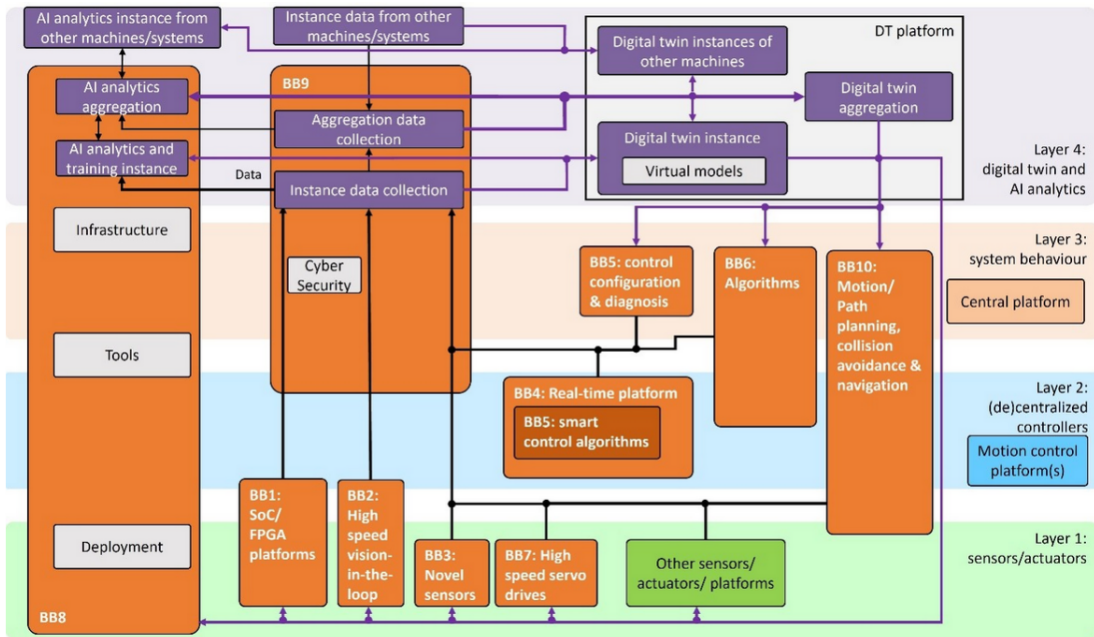 AI analytics instance from
other machines/systems
Instance data from other
machines/systems
DT platform
Digital twin instances of
other machines
BB9
AI analytics
aggregation
Digital twin
aggregation
Aggregation data
collection
Digital twin instance
AI analytics and
training instance
Virtual models
Data
Instance data collection
Layer 4:
digital twin and
AI analytics
Infrastructure
Layer 3:
system behaviour
Cyber
Security
BB5: control
configuration
& diagnosis
BB6:
Algorithms
BB10:
Motion/
Path
planning,
collision
avoidance &
navigation
Central platform
Tools
BB4: Real-time platform
BB5: smart
control algorithms
Layer 2:
(de)centralized
controllers
Motion control
platform(s)
BB1:
SoC/
FPGA
platforms
BB2:
High
speed
vision-
in-the-
loop
Deployment
BB3:
Novel
sensors
BB7: High
speed servo
drives
Other sensors/
actuators/ platforms
Layer 1:
sensors/actuators
BB8